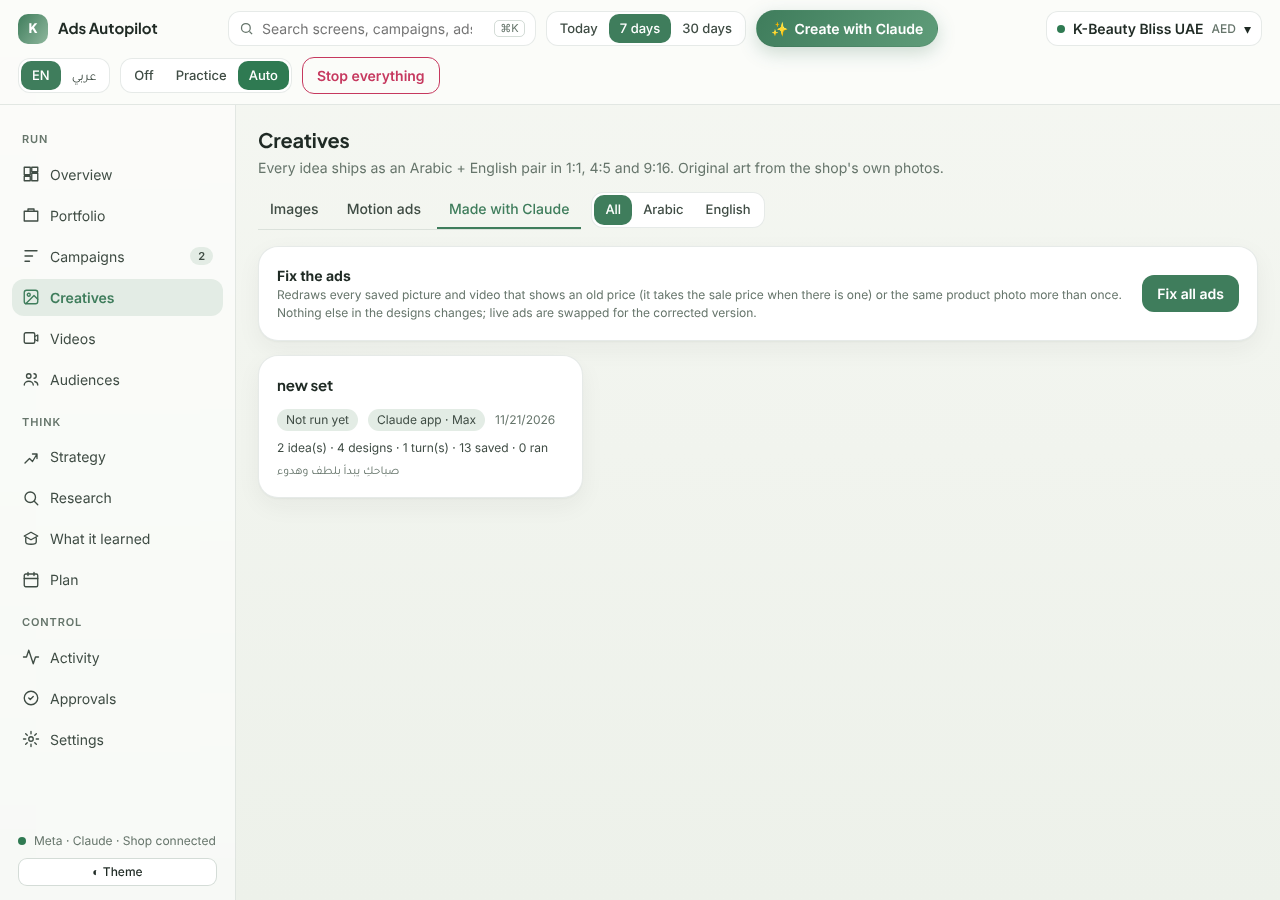 K Ads Autopilot
Search screens, campaigns, ads
⌘K
Today 7 days 30 days
✨ Create with Claude
K-Beauty Bliss UAE AED ▾
EN عربي
Off Practice Auto
Stop everything
RUN
Overview
Portfolio
Campaigns 2
Creatives
Videos
Audiences
THINK
Strategy
Research
What it learned
Plan
CONTROL
Activity
Approvals
Settings
Meta · Claude · Shop connected
Theme
Creatives
Every idea ships as an Arabic + English pair in 1:1, 4:5 and 9:16. Original art from the shop's own photos.
Images Motion ads Made with Claude
All Arabic English
Fix the ads
Redraws every saved picture and video that shows an old price (it takes the sale price when there is one) or the same product photo more than once.
Nothing else in the designs changes; live ads are swapped for the corrected version.
Fix all ads
new set
Not run yet Claude app · Max 11/21/2026
2 idea(s) · 4 designs · 1 turn(s) · 13 saved · 0 ran
صباحكِ يبدأ بلطف وهدوء